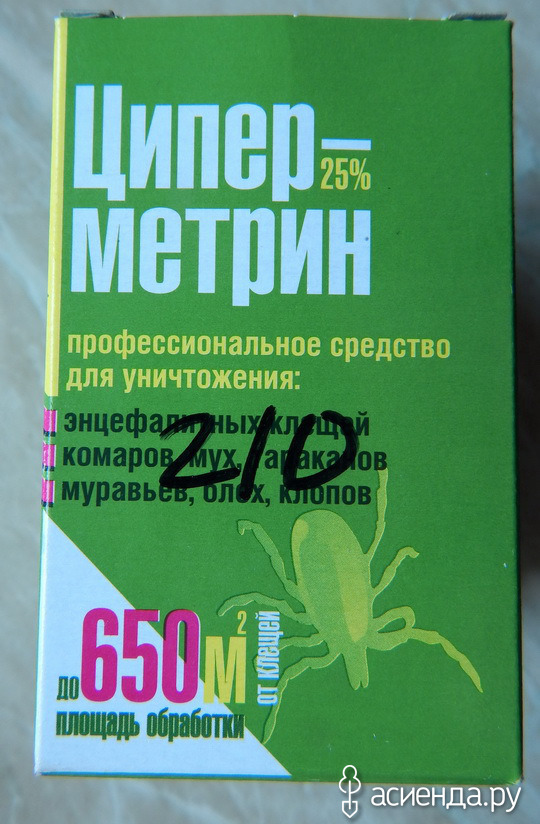 Ципер–
25%
метрин
профессиональное средство
для уничтожения:
энцефалитных клещей
комаров, мух, тараканов
муравьев, блох, клопов
210
до 650 м2
от клещей
площадь обработки
асиенда.ру